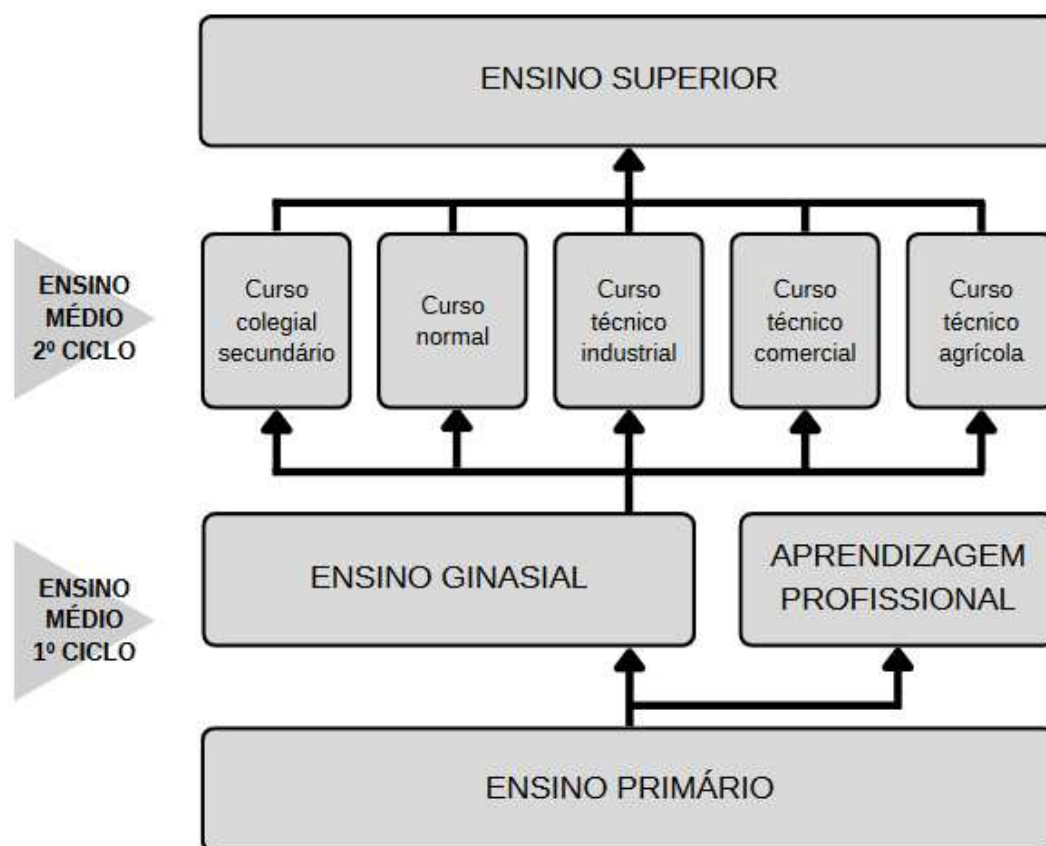 ENSINO SUPERIOR
ENSINO
MÉDIO
2º CICLO
Curso
colegial
secundário
Curso
normal
Curso
técnico
industrial
Curso
técnico
comercial
Curso
técnico
agrícola
ENSINO
MÉDIO
1º CICLO
ENSINO GINASIAL
APRENDIZAGEM
PROFISSIONAL
ENSINO PRIMÁRIO